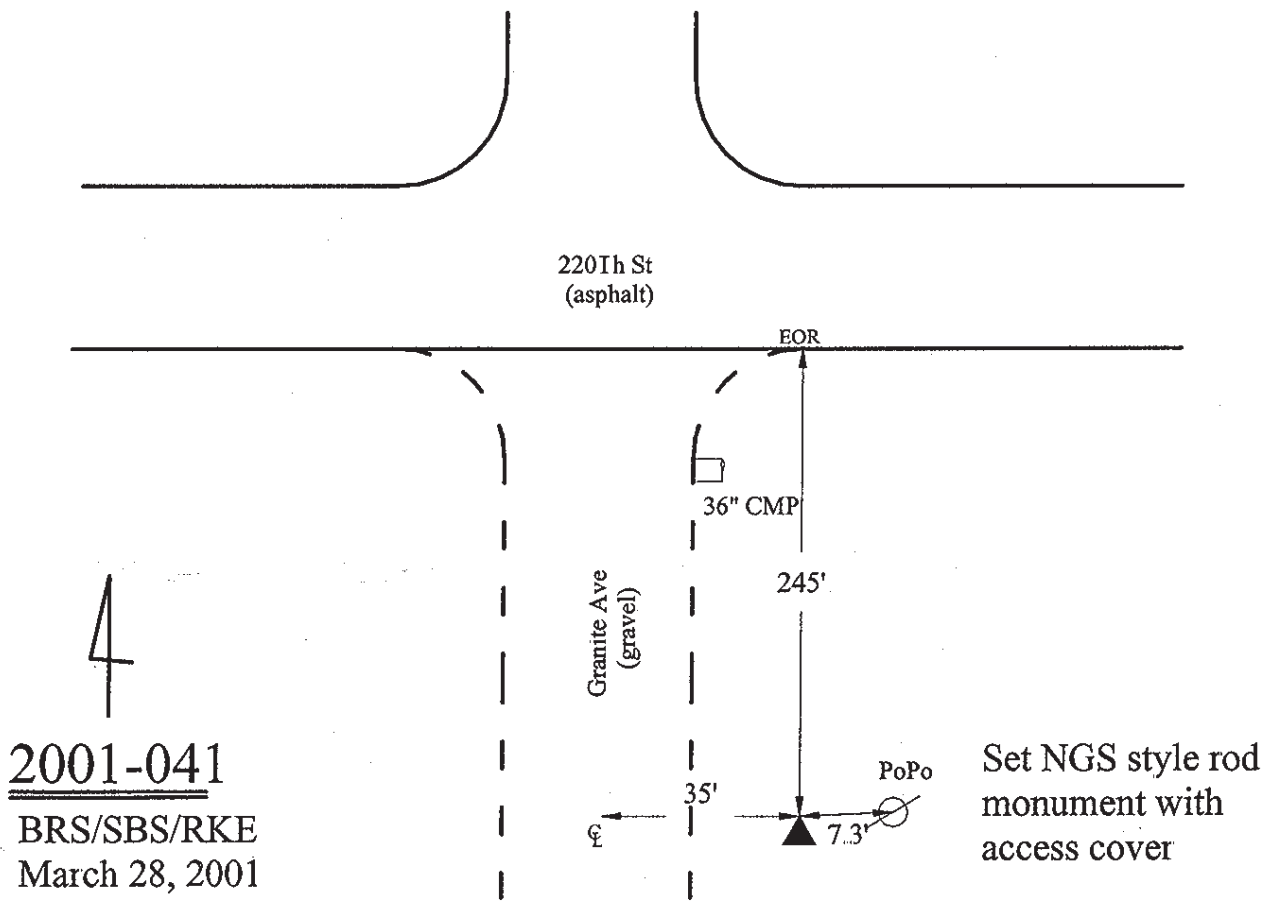 220Th St
(asphalt)
EOR
36" CMP
245'
Granite Ave
(gravel)
2001-041
BRS/SBS/RKE
March 28, 2001
35'
℄
PoPo
7.3'
Set NGS style rod
monument with
access cover